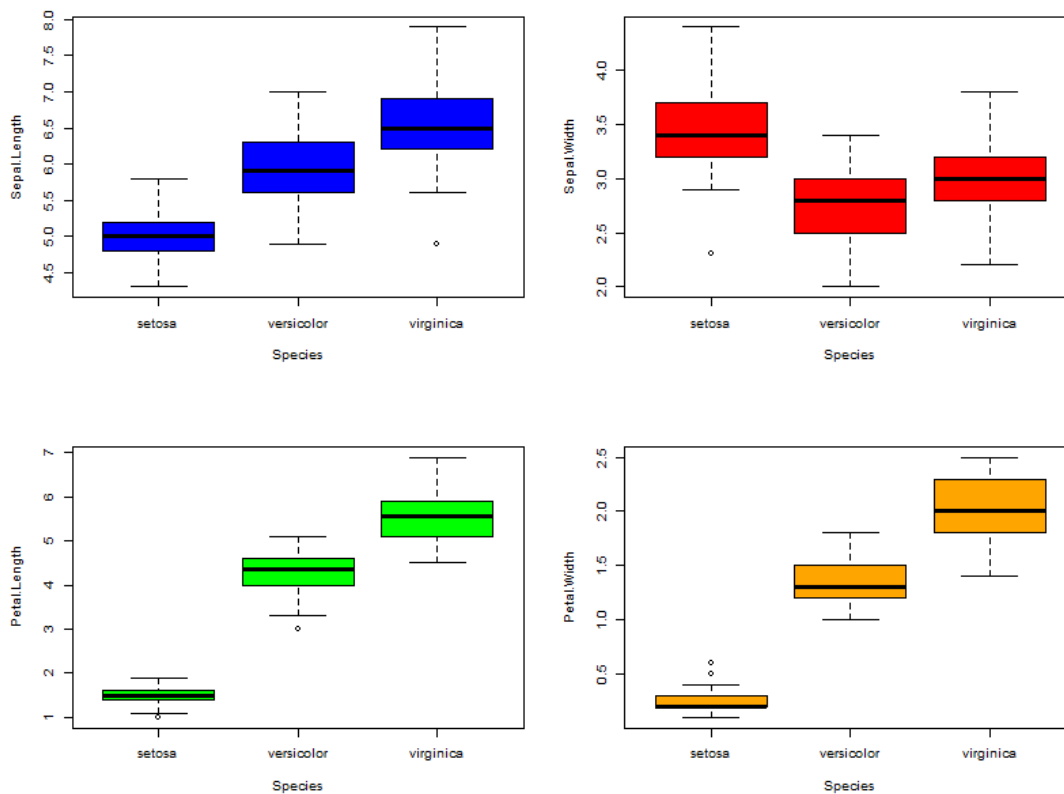 Sepal.Length
8.0
7.5
7.0
6.5
6.0
5.5
5.0
4.5
setosa versicolor virginica
Species
Sepal.Width
4.0
3.5
3.0
2.5
2.0
setosa versicolor virginica
Species
Petal.Length
7
6
5
4
3
2
1
setosa versicolor virginica
Species
Petal.Width
2.5
2.0
1.5
1.0
0.5
setosa versicolor virginica
Species